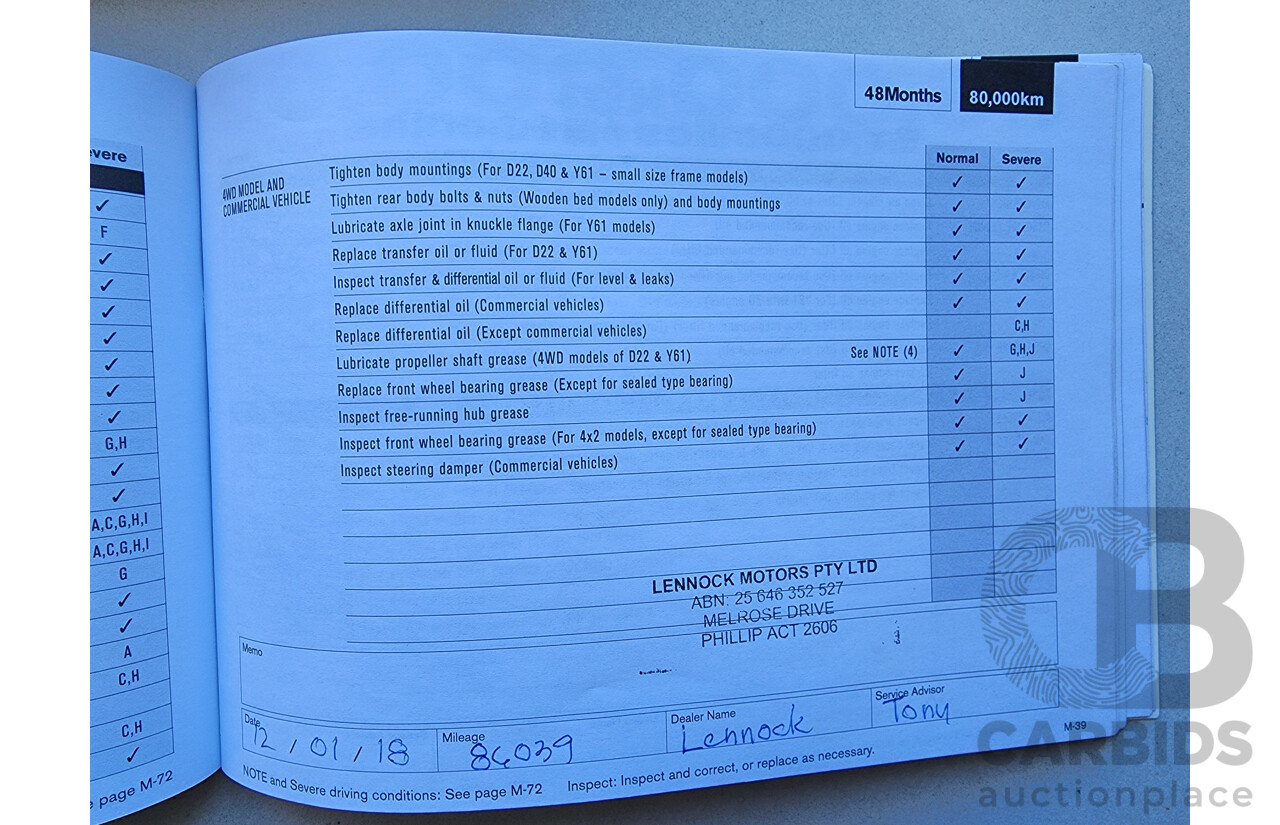 48Months 80,000km
evere
✓
F
✓
✓
✓
✓
✓
✓
✓
G,H
✓
✓
A,C,G,H,I
A,C,G,H,I
G
✓
✓
A
C,H
C,H
✓
page M-72
Normal Severe
4WD MODEL AND
COMMERCIAL VEHICLE
Tighten body mountings (For D22, D40 & Y61 – small size frame models) ✓ ✓
Tighten rear body bolts & nuts (Wooden bed models only) and body mountings ✓ ✓
Lubricate axle joint in knuckle flange (For Y61 models) ✓ ✓
Replace transfer oil or fluid (For D22 & Y61) ✓ ✓
Inspect transfer & differential oil or fluid (For level & leaks) ✓ ✓
Replace differential oil (Commercial vehicles) ✓ ✓
Replace differential oil (Except commercial vehicles) C,H
Lubricate propeller shaft grease (4WD models of D22 & Y61) See NOTE (4) ✓ G,H,J
Replace front wheel bearing grease (Except for sealed type bearing) ✓ J
Inspect free-running hub grease ✓ J
Inspect front wheel bearing grease (For 4x2 models, except for sealed type bearing) ✓ ✓
Inspect steering damper (Commercial vehicles) ✓ ✓
LENNOCK MOTORS PTY LTD
ABN: 25 646 352 527
MELROSE DRIVE
PHILLIP ACT 2606
Memo
Date 12 / 01 / 18
Mileage 86039
Dealer Name Lennock
Service Advisor Tony
NOTE and Severe driving conditions: See page M-72 Inspect: Inspect and correct, or replace as necessary.
M-39
CB
CARBIDS
auctionplace